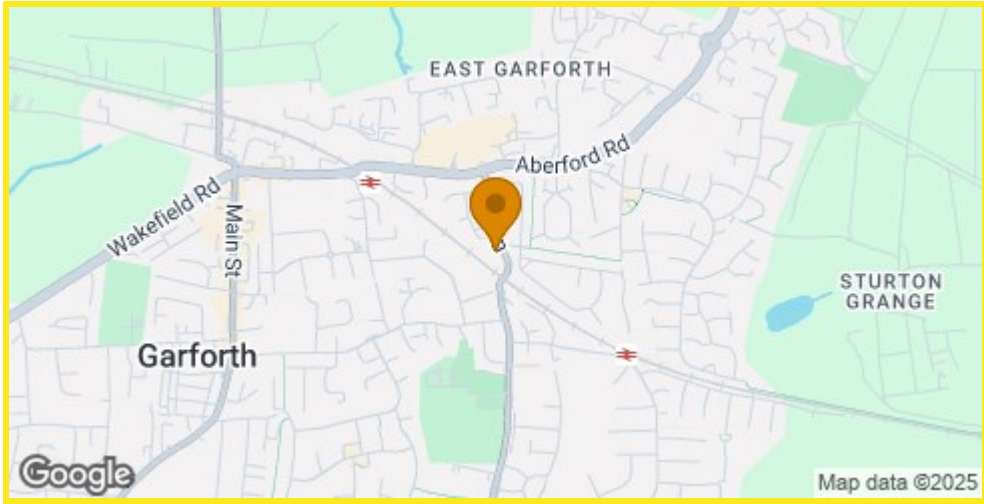 EAST GARFORTH
Aberford Rd
Wakefield Rd
Main St
STURTON
GRANGE
Garforth
Google
Map data ©2025